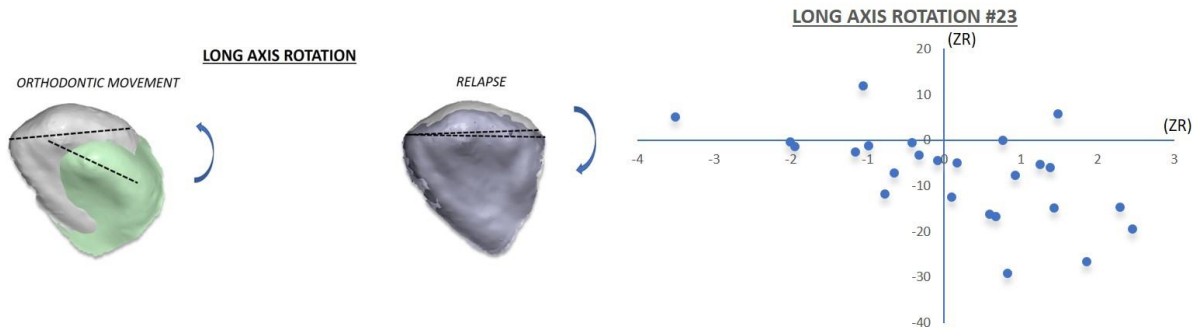 LONG AXIS ROTATION
ORTHODONTIC MOVEMENT
RELAPSE
LONG AXIS ROTATION #23
(ZR)
20
10
0
(ZR)
-4
-3
-2
-1
0
1
2
3
-10
-20
-30
-40